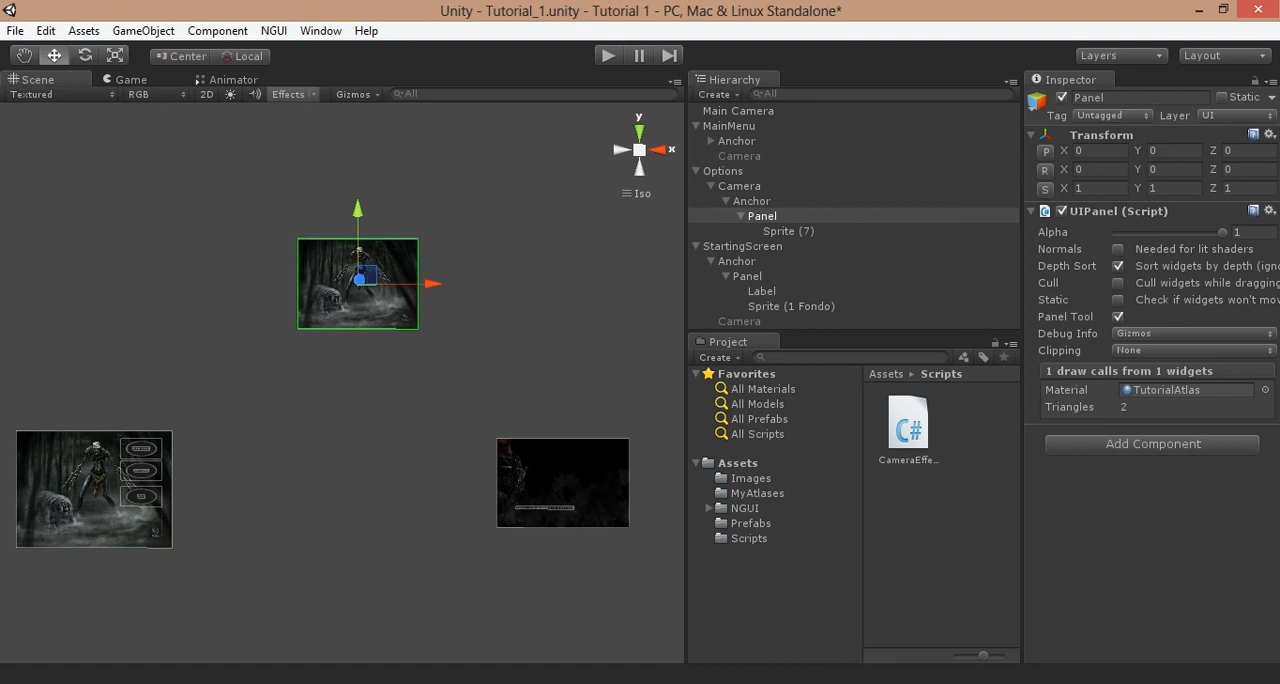 Unity - Tutorial_1.unity - Tutorial 1 - PC, Mac & Linux Standalone*
File Edit Assets GameObject Component NGUI Window Help
Center Local Layers Layout
Scene Game Animator
Textured RGB 2D Effects Gizmos All
y
x
Iso
Hierarchy
Create All
Main Camera
MainMenu
Anchor
Camera
Options
Camera
Anchor
Panel
Sprite (7)
StartingScreen
Anchor
Panel
Label
Sprite (1 Fondo)
Camera
Project
Create
Favorites
All Materials
All Models
All Prefabs
All Scripts
Assets
Images
MyAtlases
NGUI
Prefabs
Scripts
Assets Scripts
C#
CameraEffe...
Inspector
Panel Static
Tag Untagged Layer UI
Transform
P X 0 Y 0 Z 0
R X 0 Y 0 Z 0
S X 1 Y 1 Z 1
UIPanel (Script)
Alpha 1
Normals Needed for lit shaders
Depth Sort Sort widgets by depth (igno
Cull Cull widgets while dragging
Static Check if widgets won't mov
Panel Tool
Debug Info Gizmos
Clipping None
1 draw calls from 1 widgets
Material TutorialAtlas
Triangles 2
Add Component